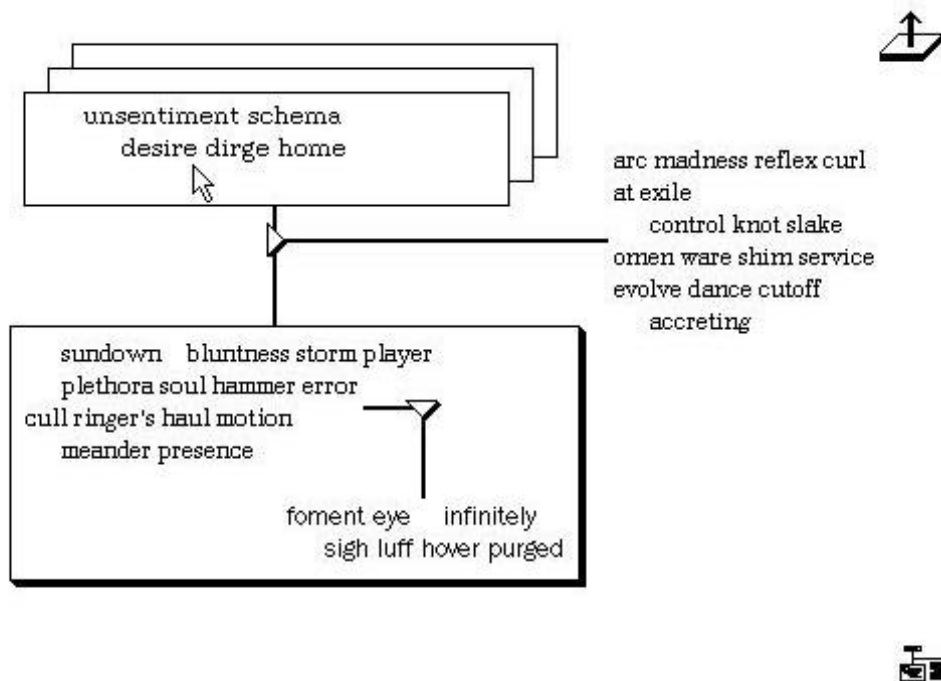 unsentiment schema
desire dirge home
arc madness reflex curl
at exile
control knot slake
omen ware shim service
evolve dance cutoff
accreting
sundown bluntness storm player
plethora soul hammer error
cull ringer's haul motion
meander presence
foment eye infinitely
sigh luff hover purged